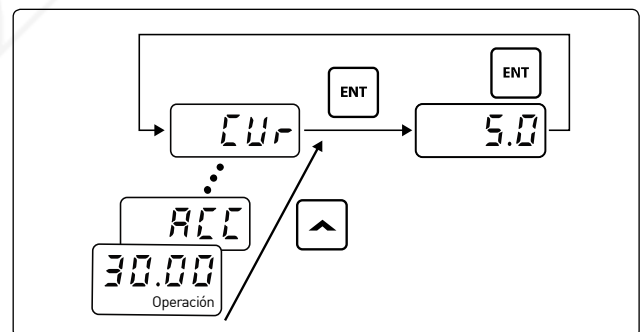 ENT
ENT
CUr
5.0
ACC
30.00
Operación